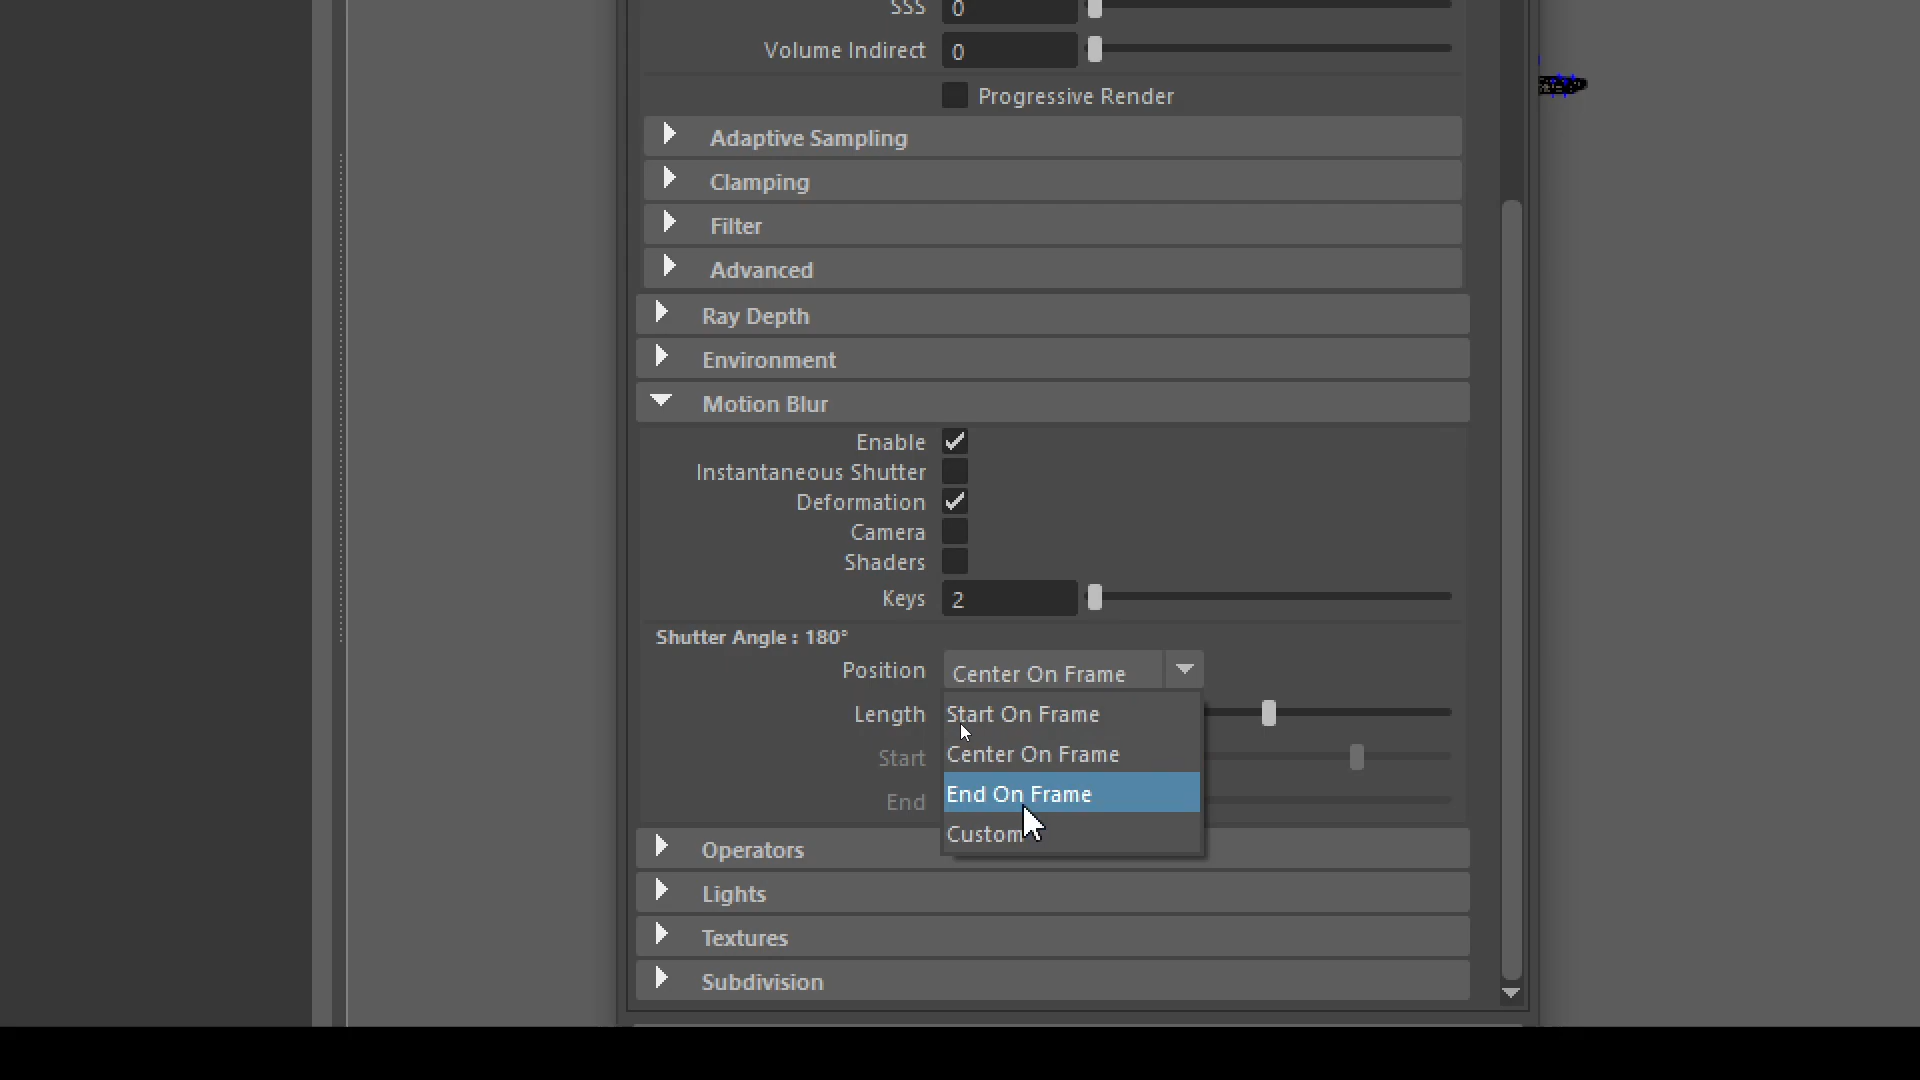 SSS 0
Volume Indirect 0
Progressive Render
Adaptive Sampling
Clamping
Filter
Advanced
Ray Depth
Environment
Motion Blur
Enable
Instantaneous Shutter
Deformation
Camera
Shaders
Keys 2
Shutter Angle : 180°
Position Center On Frame
Length Start On Frame
Center On Frame
Start
End On Frame
End
Custom
Operators
Lights
Textures
Subdivision